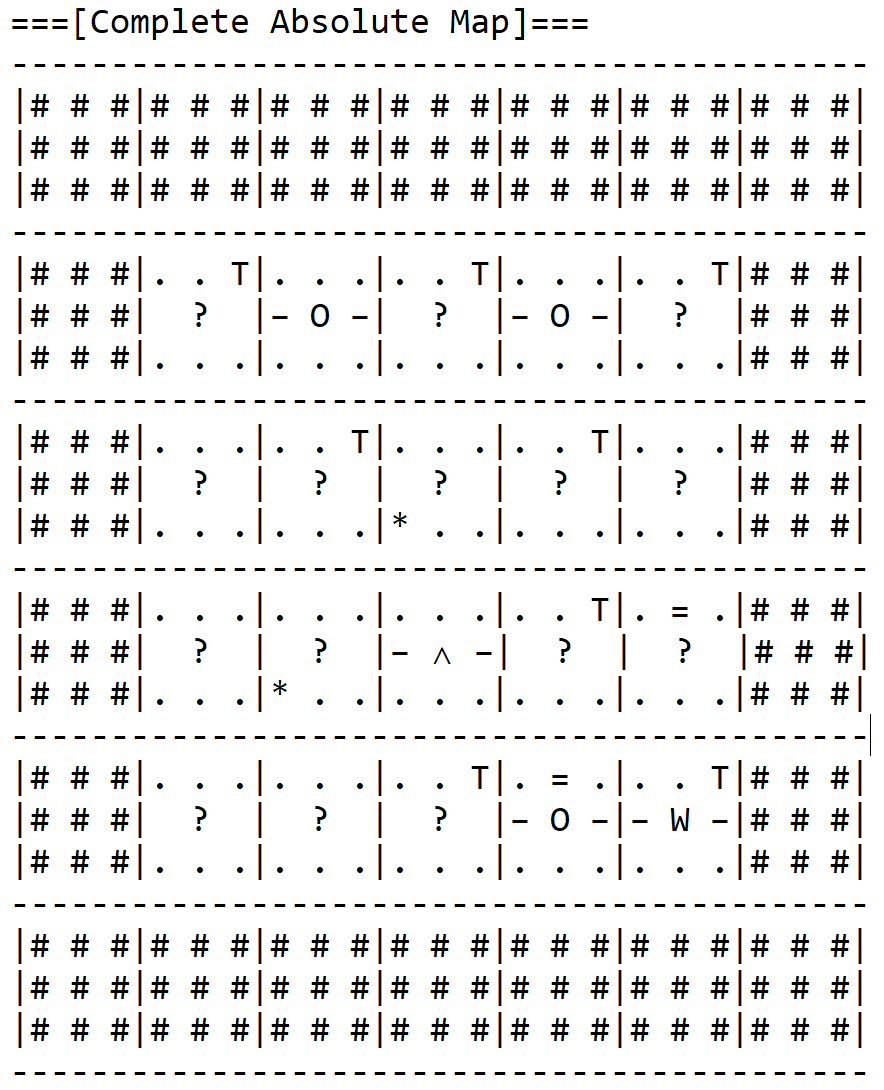 ===[Complete Absolute Map]===
-------------------------------------------
|# # #|# # #|# # #|# # #|# # #|# # #|# # #|
|# # #|# # #|# # #|# # #|# # #|# # #|# # #|
|# # #|# # #|# # #|# # #|# # #|# # #|# # #|
-------------------------------------------
|# # #|. . T|. . .|. . T|. . .|. . T|# # #|
|# # #|  ?  |– O –|  ?  |– O –|  ?  |# # #|
|# # #|. . .|. . .|. . .|. . .|. . .|# # #|
-------------------------------------------
|# # #|. . .|. . T|. . .|. . T|. . .|# # #|
|# # #|  ?  |  ?  |  ?  |  ?  |  ?  |# # #|
|# # #|. . .|. . .|* . .|. . .|. . .|# # #|
-------------------------------------------
|# # #|. . .|. . .|. . .|. . T|. = .|# # #|
|# # #|  ?  |  ?  |– ∧ –|  ?  |  ?  |# # #|
|# # #|. . .|* . .|. . .|. . .|. . .|# # #|
-------------------------------------------
|# # #|. . .|. . .|. . T|. = .|. . T|# # #|
|# # #|  ?  |  ?  |  ?  |– O –|– W –|# # #|
|# # #|. . .|. . .|. . .|. . .|. . .|# # #|
-------------------------------------------
|# # #|# # #|# # #|# # #|# # #|# # #|# # #|
|# # #|# # #|# # #|# # #|# # #|# # #|# # #|
|# # #|# # #|# # #|# # #|# # #|# # #|# # #|
-------------------------------------------